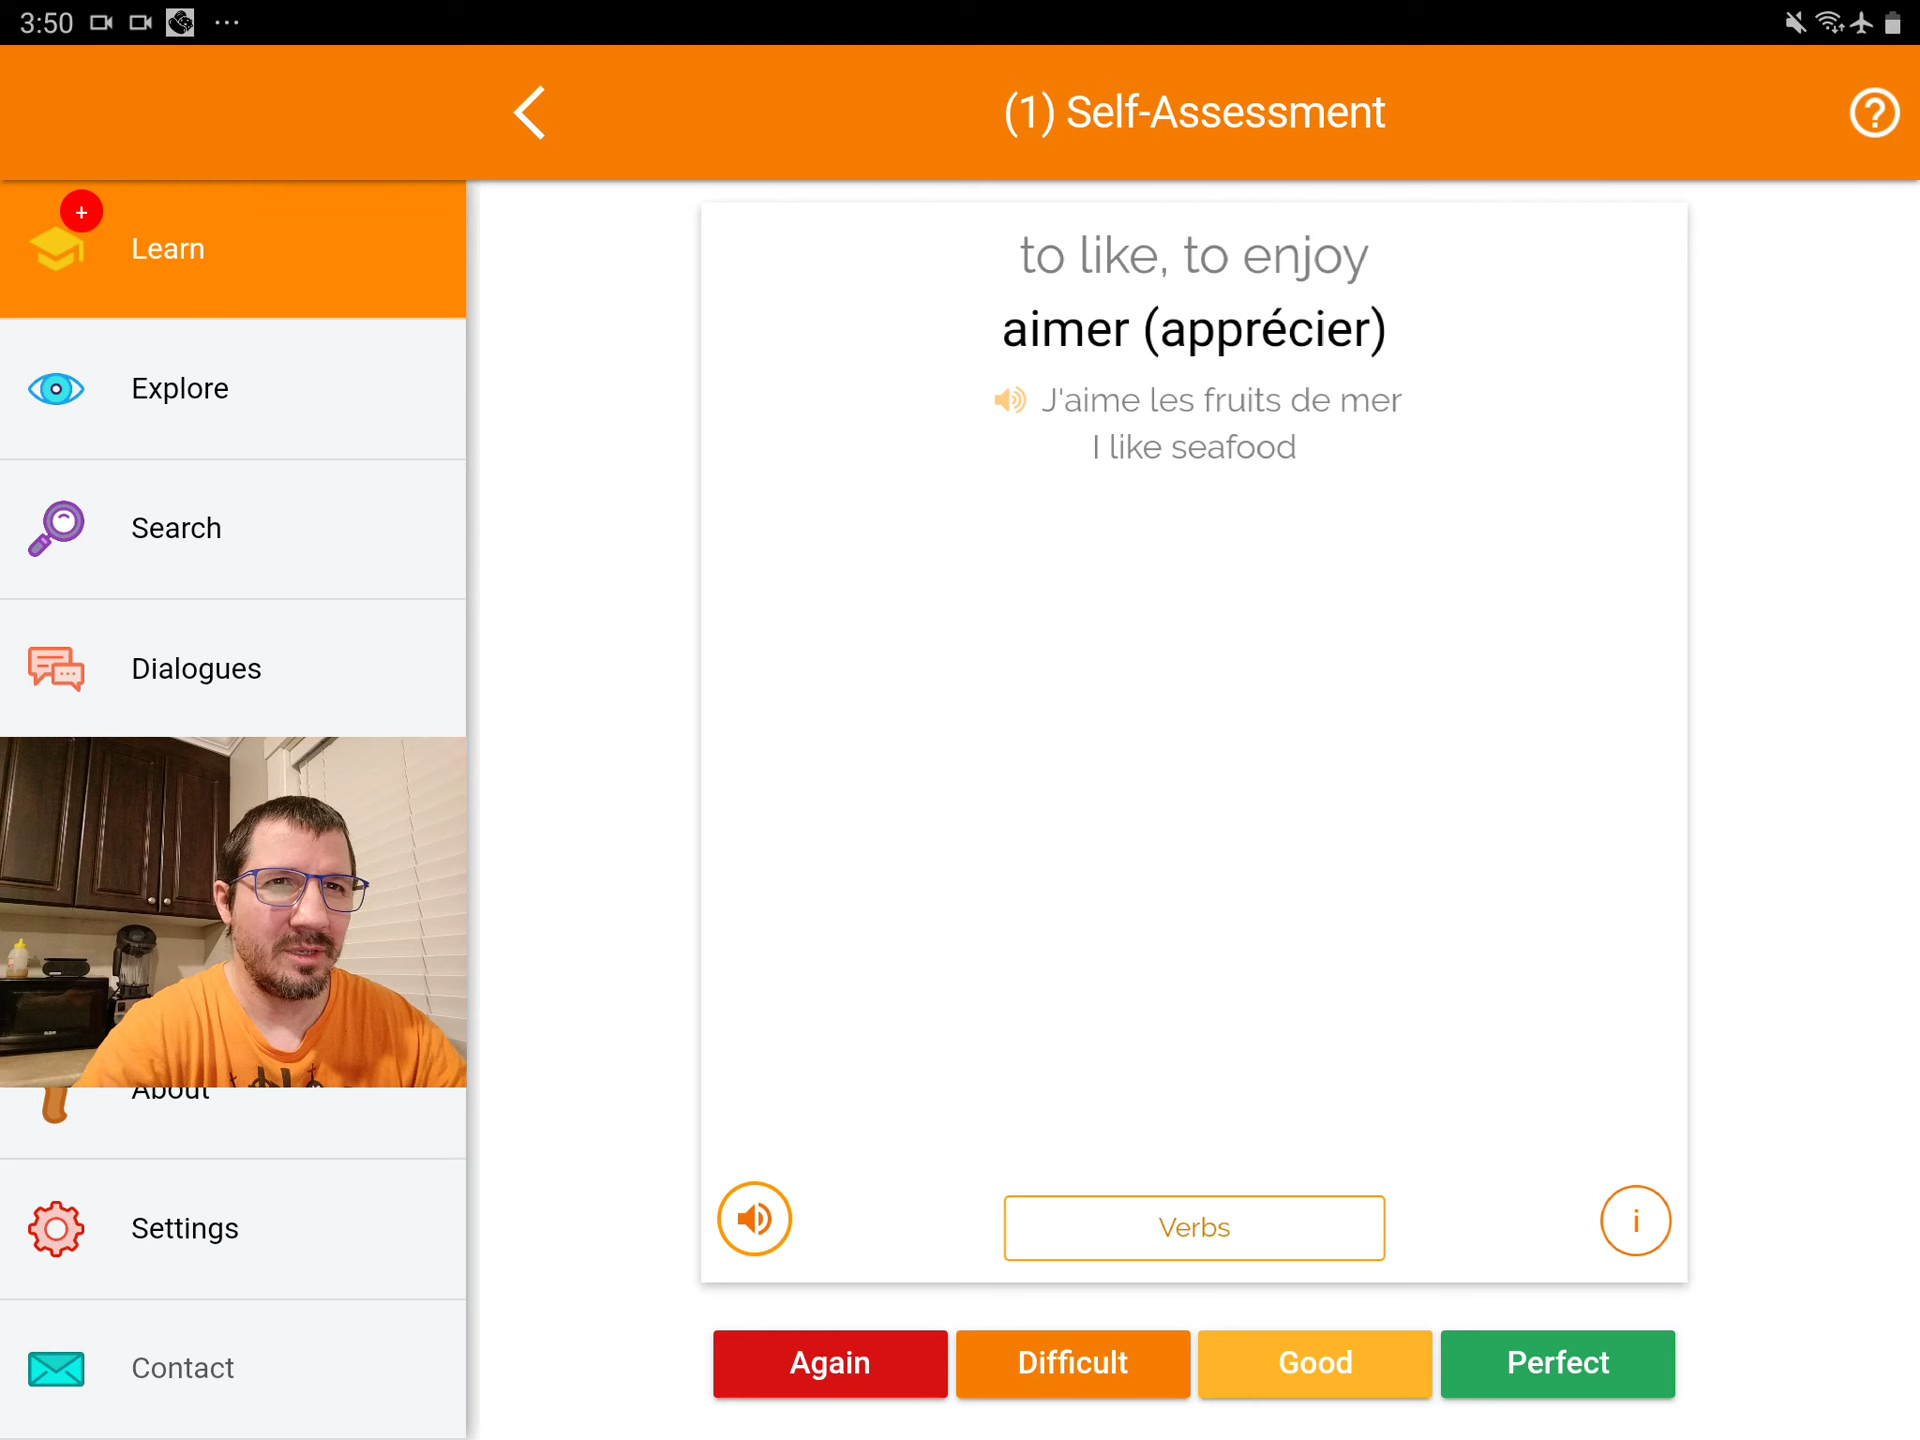 3:50
(1) Self-Assessment
+
Learn
Explore
Search
Dialogues
About
Settings
Contact
to like, to enjoy
aimer (apprécier)
J'aime les fruits de mer
I like seafood
Verbs
i
Again
Difficult
Good
Perfect